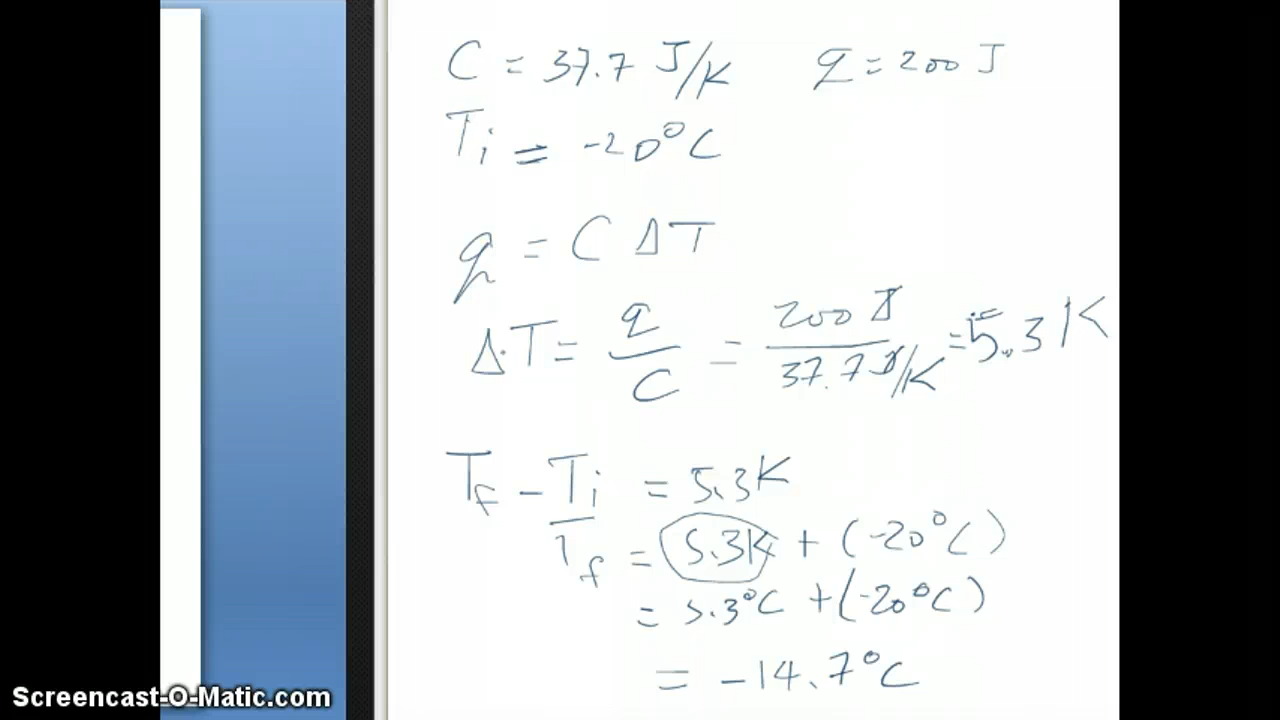 C = 37.7 J/K q = 200 J
Ti = -20°C
q = C ΔT
ΔT = q/C = 200 J / 37.7 J/K = 5.3 K
Tf - Ti = 5.3K
Tf = 5.3K + (-20°C)
= 5.3°C + (-20°C)
= -14.7°C
Screencast-O-Matic.com